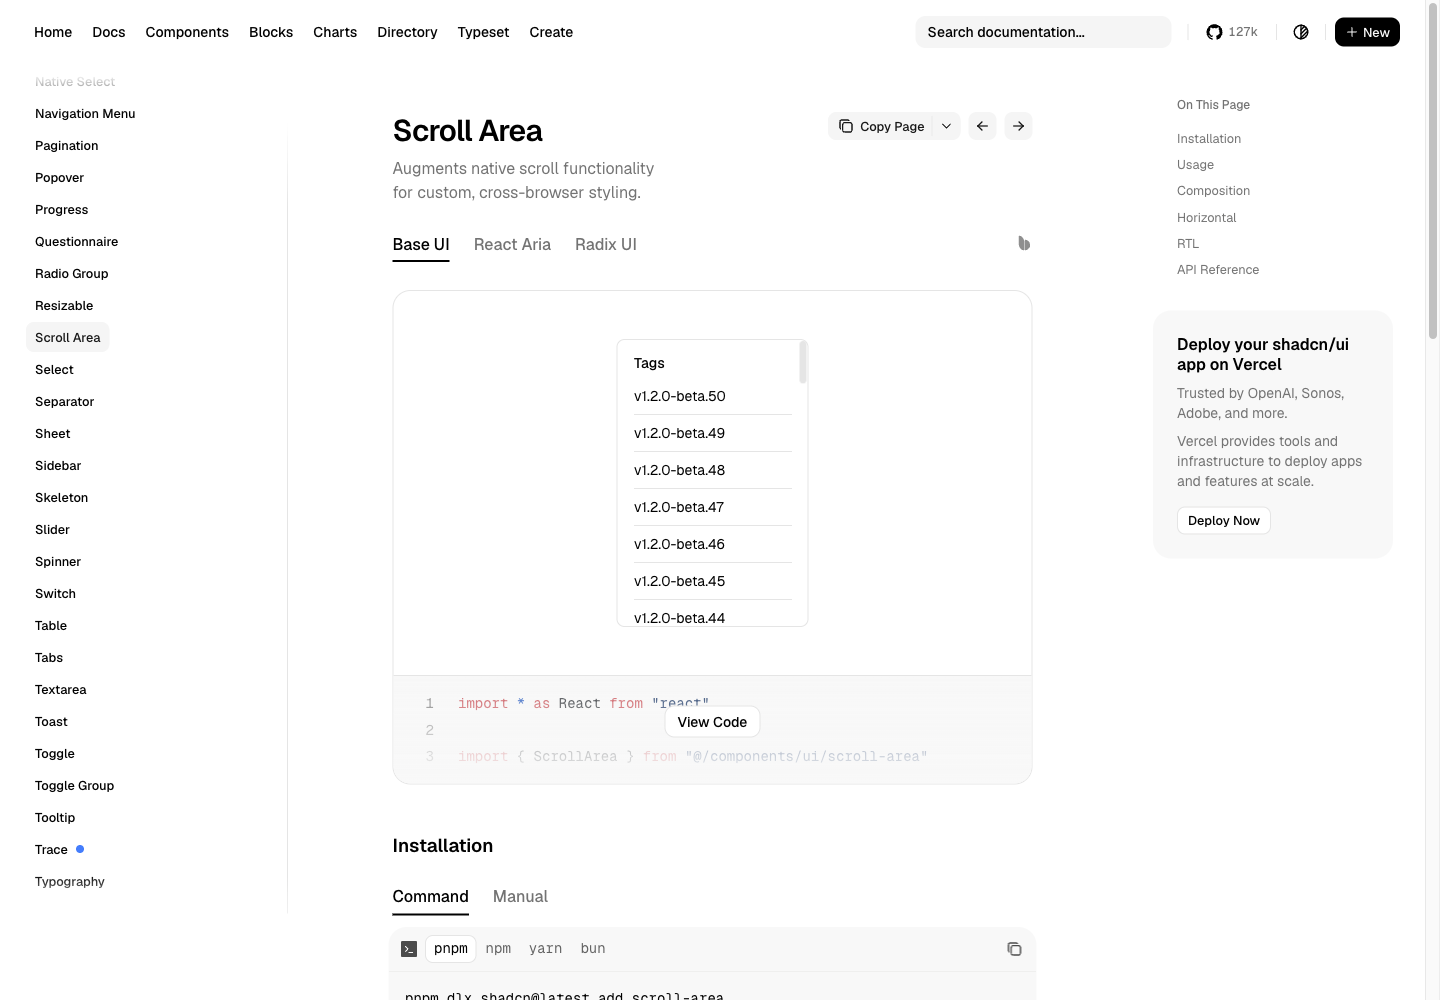 Home Docs Components Blocks Charts Directory Typeset Create
Search documentation...
127k
New
Native Select
Navigation Menu
Pagination
Popover
Progress
Questionnaire
Radio Group
Resizable
Scroll Area
Select
Separator
Sheet
Sidebar
Skeleton
Slider
Spinner
Switch
Table
Tabs
Textarea
Toast
Toggle
Toggle Group
Tooltip
Trace
Typography
Scroll Area
Copy Page
Augments native scroll functionality
for custom, cross-browser styling.
Base UI React Aria Radix UI
Tags
v1.2.0-beta.50
v1.2.0-beta.49
v1.2.0-beta.48
v1.2.0-beta.47
v1.2.0-beta.46
v1.2.0-beta.45
v1.2.0-beta.44
1 import * as React from "react"
View Code
2
3 import { ScrollArea } from "@/components/ui/scroll-area"
Installation
Command Manual
pnpm npm yarn bun
pnpm dlx shadcn@latest add scroll-area
On This Page
Installation
Usage
Composition
Horizontal
RTL
API Reference
Deploy your shadcn/ui
app on Vercel
Trusted by OpenAI, Sonos,
Adobe, and more.
Vercel provides tools and
infrastructure to deploy apps
and features at scale.
Deploy Now